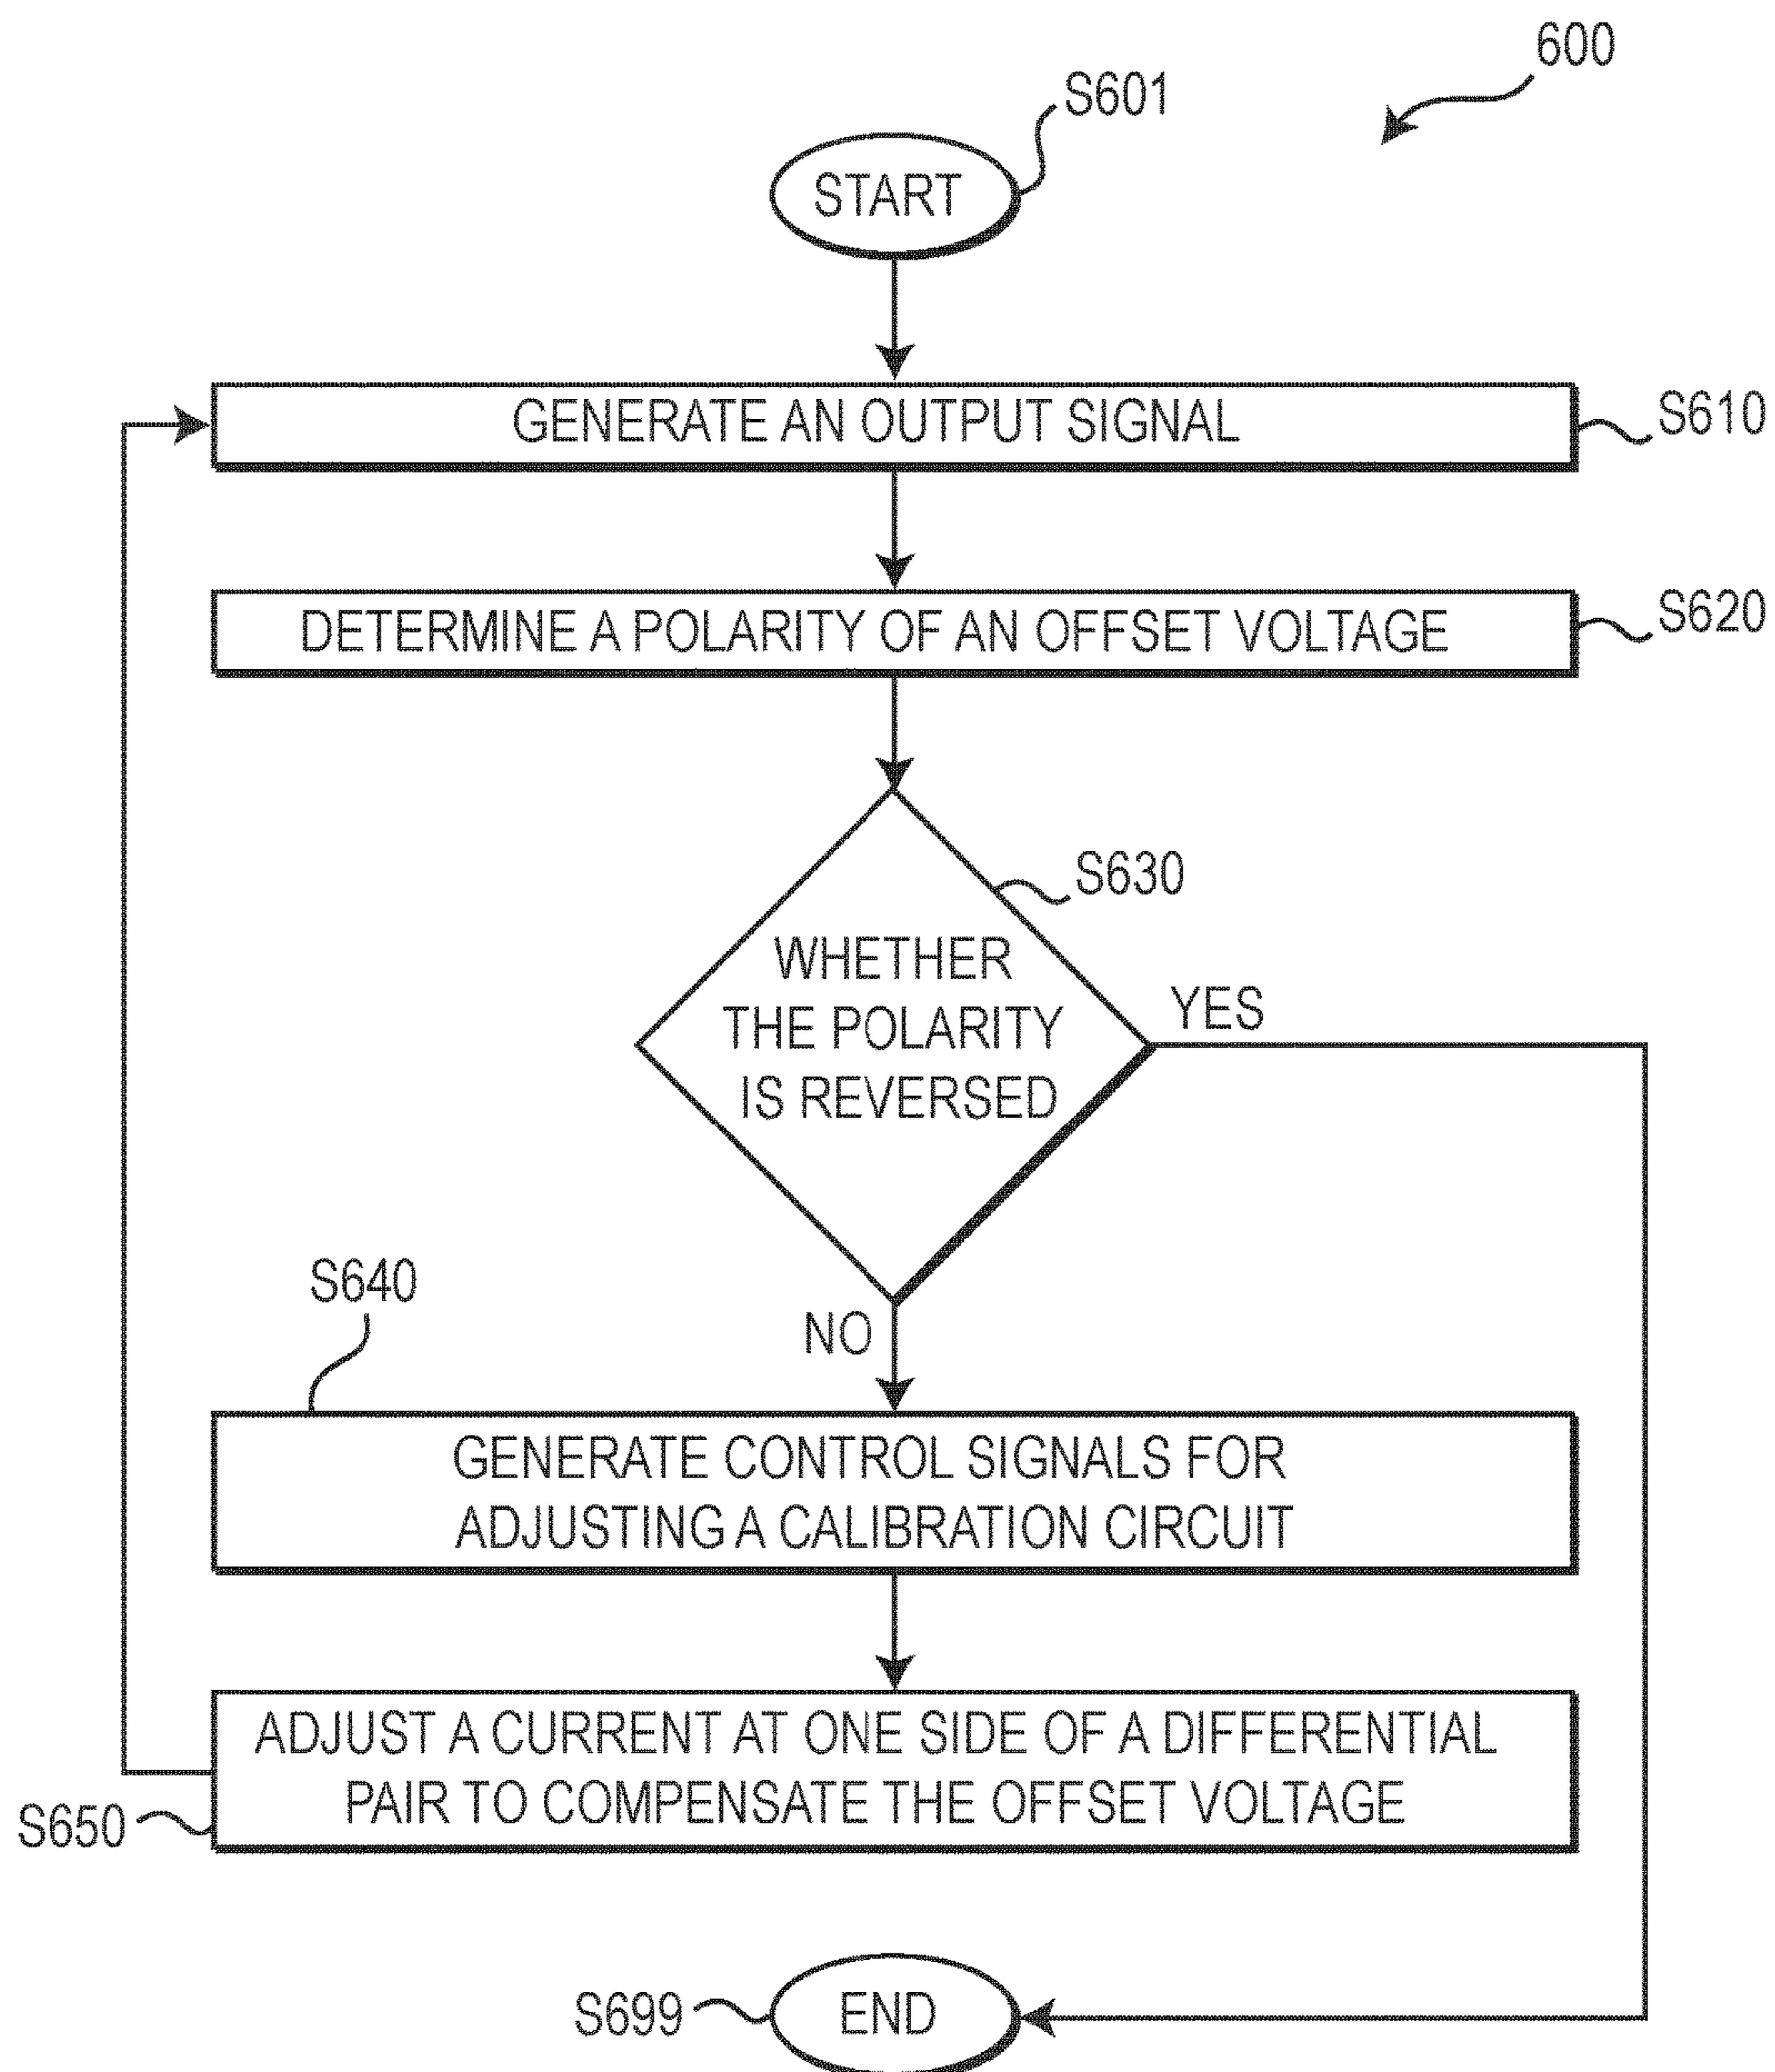 600
S601
START
GENERATE AN OUTPUT SIGNAL
S610
DETERMINE A POLARITY OF AN OFFSET VOLTAGE
S620
S630
WHETHER
THE POLARITY
IS REVERSED
YES
NO
S640
GENERATE CONTROL SIGNALS FOR
ADJUSTING A CALIBRATION CIRCUIT
ADJUST A CURRENT AT ONE SIDE OF A DIFFERENTIAL
PAIR TO COMPENSATE THE OFFSET VOLTAGE
S650
S699
END